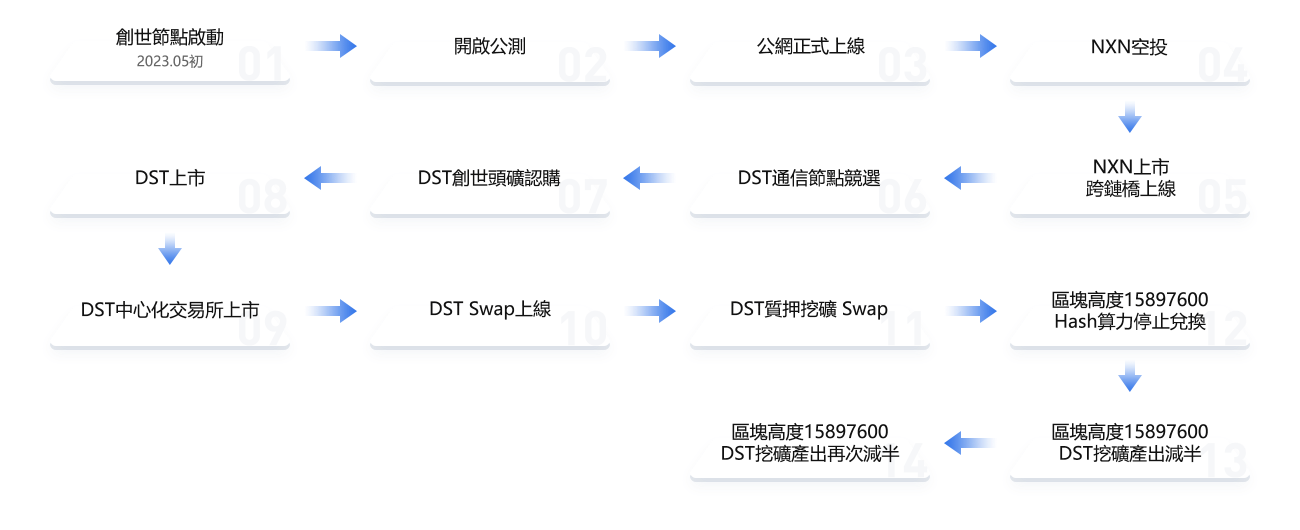 創世節點啟動
2023.05初
01
開啟公測
02
公網正式上線
03
NXN空投
04
NXN上市
跨鏈橋上線
05
DST通信節點競選
06
DST創世頭礦認購
07
DST上市
08
DST中心化交易所上市
09
DST Swap上線
10
DST質押挖礦 Swap
11
區塊高度15897600
Hash算力停止兌換
12
區塊高度15897600
DST挖礦產出減半
13
區塊高度15897600
DST挖礦產出再次減半
14